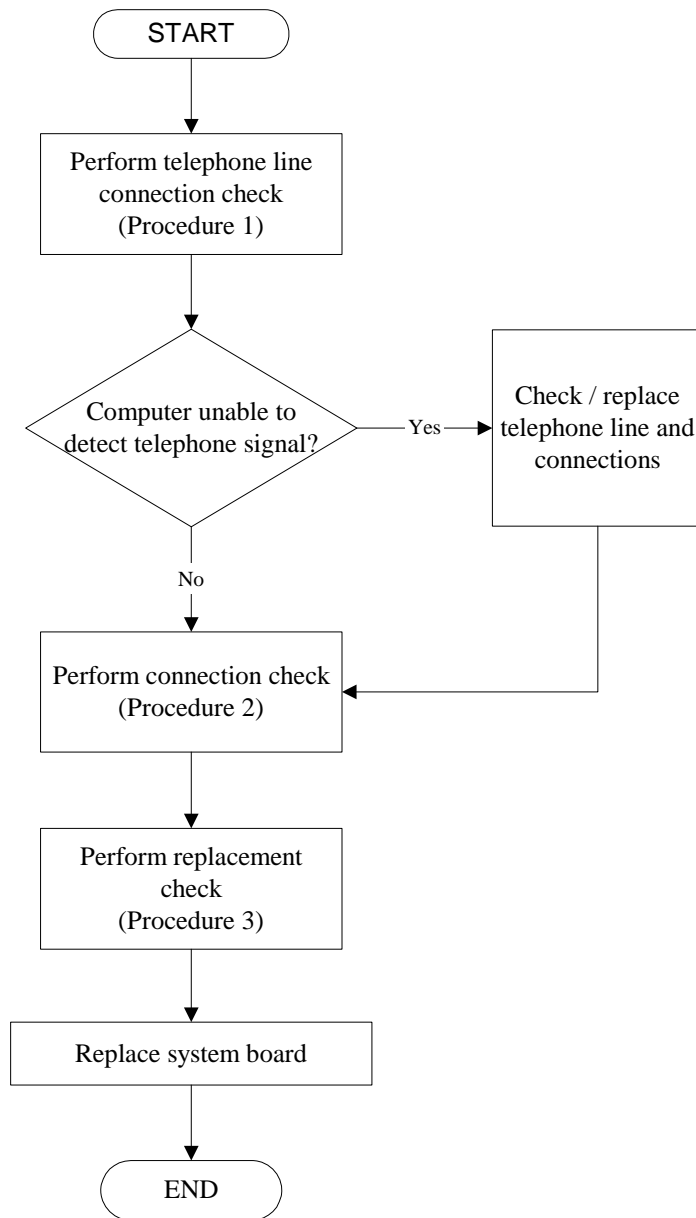 START
Perform telephone line
connection check
(Procedure 1)
Computer unable to
detect telephone signal?
Yes
Check / replace
telephone line and
connections
No
Perform connection check
(Procedure 2)
Perform replacement
check
(Procedure 3)
Replace system board
END